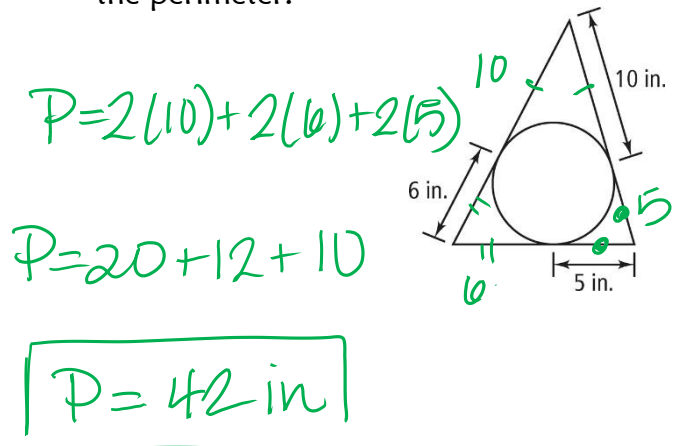 the perimeter?
10
10 in.
P=2(10)+2(6)+2(5)
6 in.
5
P=20+12+10
6
5 in.
P=42 in